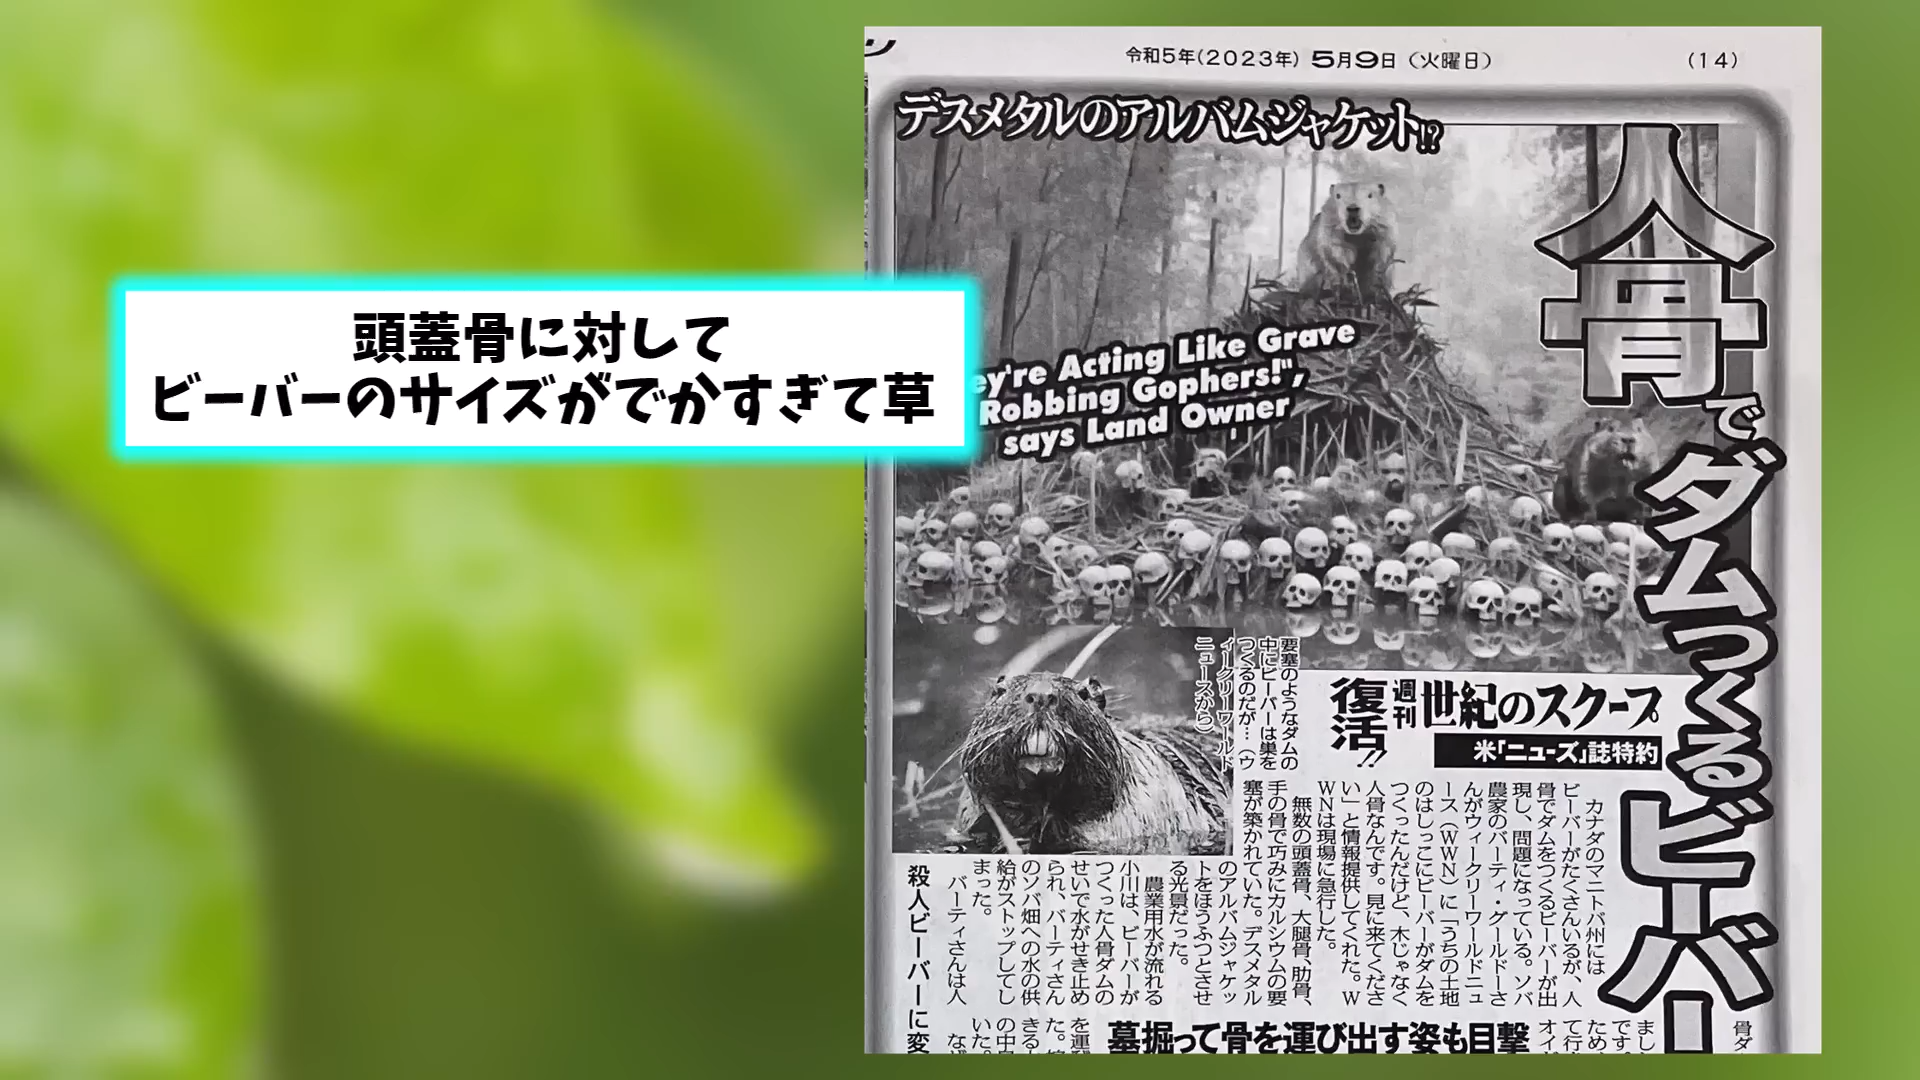 頭蓋骨に対して
ビーバーのサイズがでかすぎて草
令和5年(2023年) 5月9日 (火曜日)
(14)
デスメタルのアルバムジャケット!?
人骨でダムつくるビーバー
ey're Acting Like Grave
Robbing Gophers!",
says Land Owner
要塞のようなダムの
中にビーバーは巣を
つくるのだが…（ウ
ィークリーワールド
ニュースから）
復活!!
週刊
世紀のスクープ
米「ニューズ」誌特約
カナダのマニトバ州には
ビーバーがたくさんいるが、人
骨でダムをつくるビーバーが出
現し、問題になっている。ソバ
農家のバーティ・グールドーさ
んがウィークリーワールドニュ
ース（WWN）に「うちの土地
のはしっこにビーバーがダムを
つくったんだけど、木じゃなく
人骨なんです。見に来てくださ
い」と情報提供してくれた。W
WNは現場に急行した。
無数の頭蓋骨、大腿骨、肋骨、
手の骨で巧みにカルシウムの要
塞が築かれていた。デスメタル
のアルバムジャケッ
トをほうふつとさせ
る光景だった。
農業用水が流れる
小川は、ビーバーが
つくった人骨ダムの
せいで水がせき止め
られ、バーティさん
のソバ畑への水の供
給がストップしてし
まった。
バーティさんは人
殺人ビーバーに変
墓掘って骨を運び出す姿も目撃